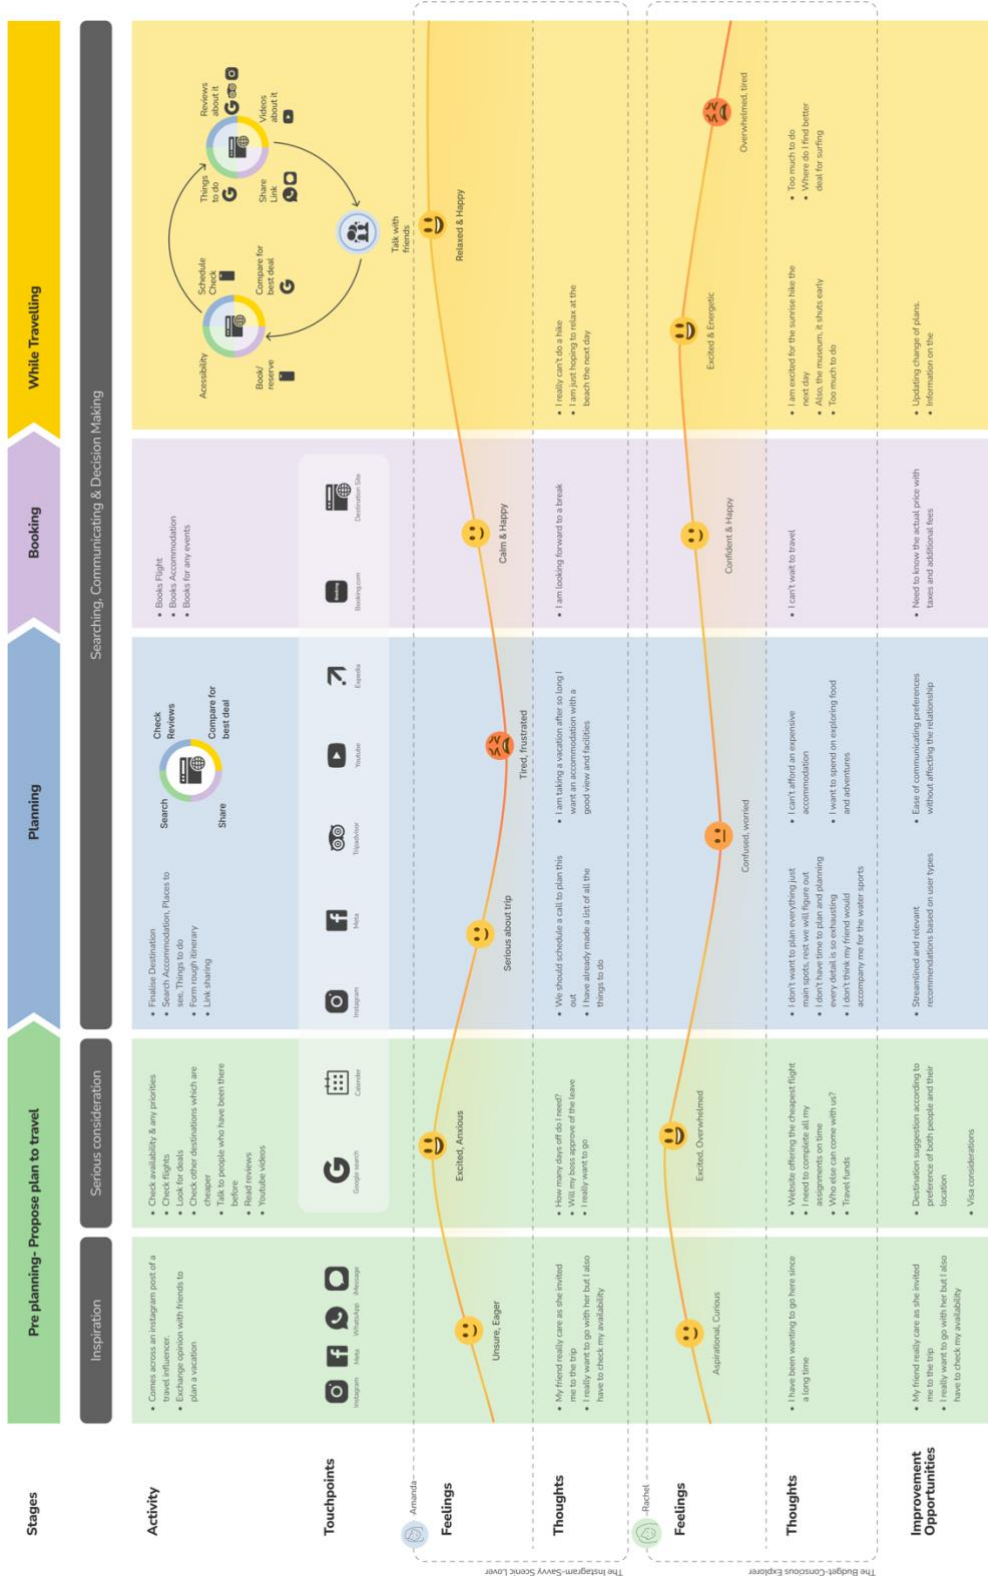 Stages
Pre planning- Propose plan to travel
Planning
Booking
While Travelling
Inspiration
Serious consideration
Searching, Communicating & Decision Making
Activity
• Comes across an instagram post of a
travel influencer.
• Exchange opinion with friends to
plan a vacation
• Check availability & any priorities
• Check flights
• Look for deals
• Check other destinations which are
cheaper
• Talk to people who have been there
before
• Read reviews
• Youtube videos
• Finalise Destination
• Search Accommodation, Places to
see, Things to do
• Form rough itinerary
• Link sharing
Search
Check
Reviews
Share
Compare for
best deal
• Books Flight
• Books Accommodation
• Books for any events
Acessibility
Schedule
Check
Book/
reserve
Compare for
best deal
Things
to do
Reviews
about it
Share
Link
Videos
about it
Talk with
friends
Touchpoints
Instagram
Meta
WhatsApp
iMessage
Google search
Calender
Instagram
Meta
Tripadvisor
Youtube
Expedia
Booking
Booking.com
Destination Site
Amanda
The Instagram-Savvy Scenic Lover
Feelings
Unsure, Eager
Excited, Anxious
Serious about trip
Tired, frustrated
Calm & Happy
Relaxed & Happy
Thoughts
• My friend really care as she invited
me to the trip
• I really want to go with her but I also
have to check my availability
• How many days off do I need?
• Will my boss approve of the leave
• I really want to go
• We should schedule a call to plan this
out
• I have already made a list of all the
things to do
• I am taking a vacation after so long I
want an accommodation with a
good view and facilities
• I am looking forward to a break
• I really can't do a hike
• I am just hoping to relax at the
beach the next day
Rachel
The Budget-Conscious Explorer
Feelings
Aspirational, Curious
Excited, Overwhelmed
Confused, worried
Confident & Happy
Excited & Energetic
Overwhelmed, tired
Thoughts
• I have been wanting to go here since
a long time
• Website offering the cheapest flight
• I need to complete all my
assignments on time
• Who else can come with us?
• Travel funds
• I don't want to plan everything just
main spots, rest we will figure out
• I don't have time to plan and planning
every detail is so exhausting
• I don't think my friend would
accompany me for the water sports
• I can't afford an expensive
accommodation
• I want to spend on exploring food
and adventures
• I can't wait to travel
• I am excited for the sunrise hike the
next day
• Also, the museum, it shuts early
• Too much to do
• Too much to do
• Where do I find better
deal for surfing
Improvement
Opportunities
• My friend really care as she invited
me to the trip
• I really want to go with her but I also
have to check my availability
• Destination suggestion according to
preference of both people and their
location
• Visa considerations
• Streamlined and relevant
recommendations based on user types
• Ease of communicating preferences
without affecting the relationship
• Need to know the actual price with
taxes and additional fees
• Updating change of plans.
• Information on the